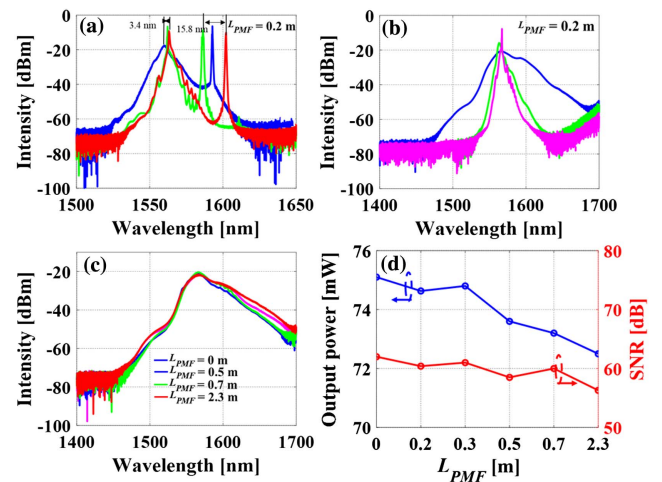 (a)
3.4 nm
15.8 nm
L_PMF = 0.2 m
Intensity [dBm]
0
-20
-40
-60
-80
-100
1500
1550
1600
1650
Wavelength [nm]
(b)
L_PMF = 0.2 m
Intensity [dBm]
0
-20
-40
-60
-80
-100
1400
1500
1600
1700
Wavelength [nm]
(c)
Intensity [dBm]
0
-20
-40
-60
-80
-100
L_PMF = 0 m
L_PMF = 0.5 m
L_PMF = 0.7 m
L_PMF = 2.3 m
1400
1500
1600
1700
Wavelength [nm]
(d)
Output power [mW]
76
75
74
72
71
70
SNR [dB]
80
70
60
56
50
0
0.2
0.3
0.5
0.7
2.3
L_PMF [m]